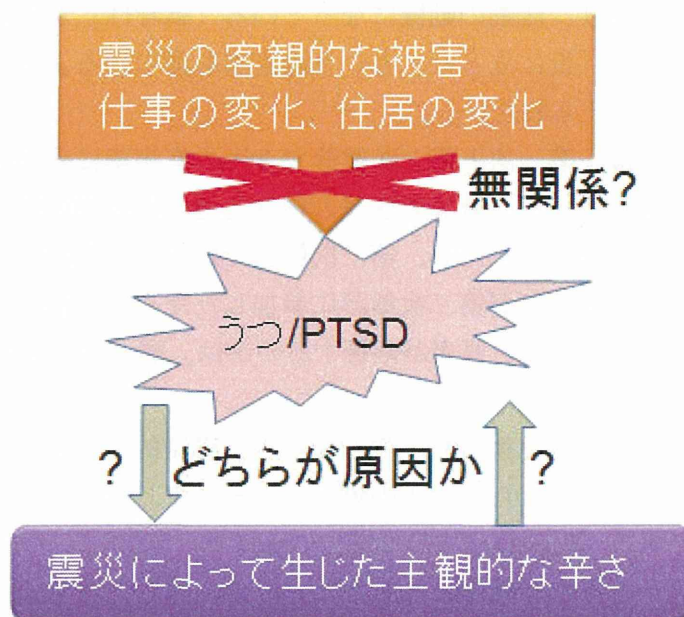 震災の客観的な被害
仕事の変化、住居の変化
無関係?
うつ/PTSD
? どちらが原因か ?
震災によって生じた主観的な辛さ